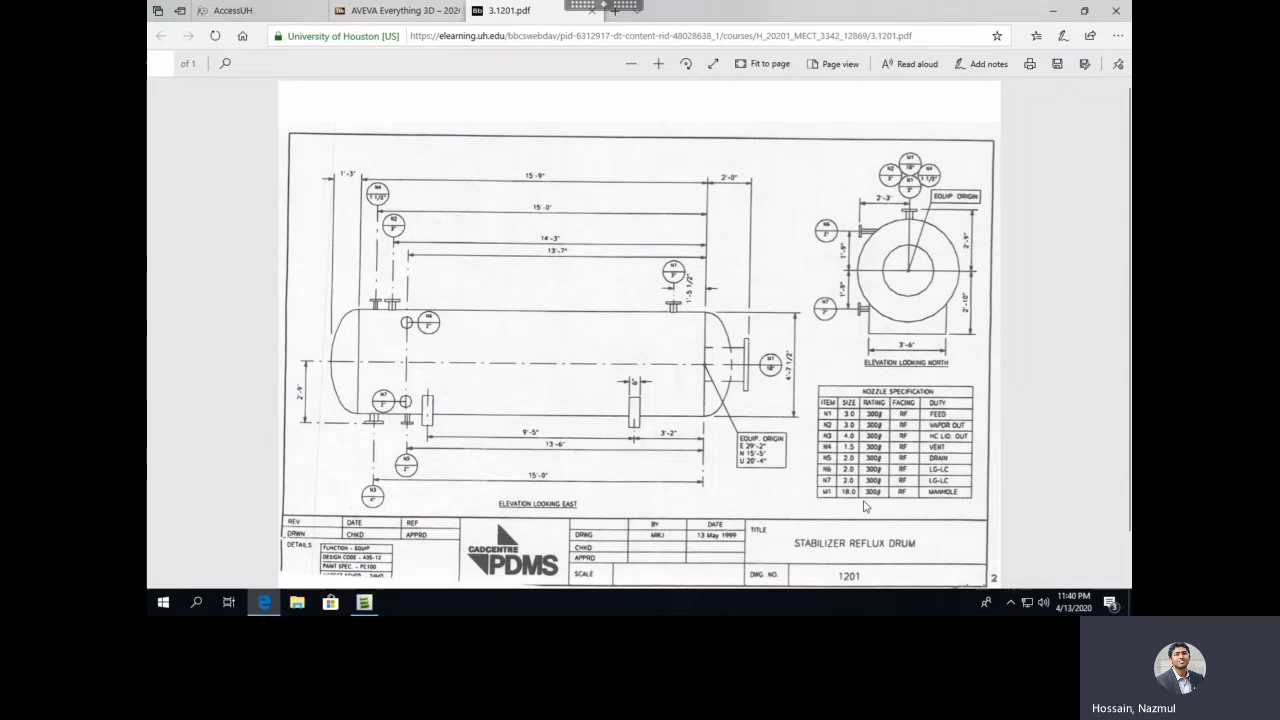 AccessUH
AVEVA Everything 3D – 202
Bb 3.1201.pdf
University of Houston [US]
https://elearning.uh.edu/bbcswebdav/pid-6312917-dt-content-rid-48028638_1/courses/H_20201_MECT_3342_12869/3.1201.pdf
of 1
Fit to page
Page view
Read aloud
Add notes
1'-3"
15'-9"
2'-0"
N4
1 1/2"
15'-0"
N2
3"
14'-3"
13'-7"
N1
3"
1'-5 1/2"
N6
2"
2'-9"
N7
2"
6"
M1
18"
4'-7 1/2"
9'-5"
3'-2"
13'-6"
N5
2"
15'-0"
N3
4"
EQUIP. ORIGIN
E 29'-2"
N 15'-5"
U 20'-4"
ELEVATION LOOKING EAST
M1
18"
N2
3"
N4
1 1/2"
N1
3"
EQUIP ORIGIN
2'-3"
N6
2"
1'-9"
2'-9"
1'-9"
N7
2"
2'-10"
3'-6"
ELEVATION LOOKING NORTH
NOZZLE SPECIFICATION
ITEM SIZE RATING FACING DUTY
N1 3.0 300# RF FEED
N2 3.0 300# RF VAPOR OUT
N3 4.0 300# RF HC LIQ. OUT
N4 1.5 300# RF VENT
N5 2.0 300# RF DRAIN
N6 2.0 300# RF LG-LC
N7 2.0 300# RF LG-LC
M1 18.0 300# RF MANHOLE
REV DATE REF
DRWN CHKD APPRD
DETAILS
FUNCTION - EQUIP
DESIGN CODE - A35-12
PAINT SPEC. - PC100
CADCENTRE
PDMS
BY DATE
DRWG MWJ 13 May 1999
CHKD
APPRD
SCALE
TITLE
STABILIZER REFLUX DRUM
DWG. NO. 1201
2
11:40 PM
4/13/2020
3
Hossain, Nazmul